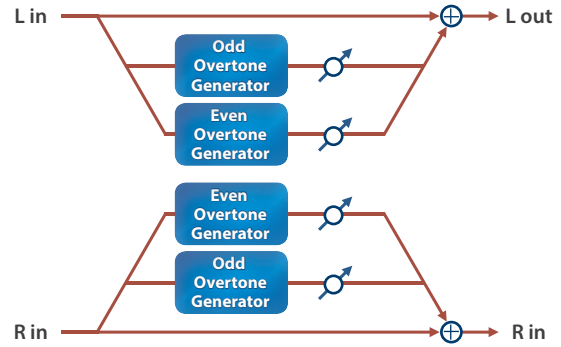 L in
L out
Odd
Overtone
Generator
Even
Overtone
Generator
Even
Overtone
Generator
Odd
Overtone
Generator
R in
R in